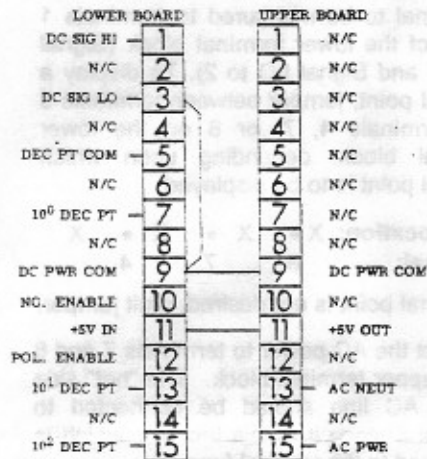 LOWER BOARD UPPER BOARD
DC SIG HI 1 1 N/C
N/C 2 2 N/C
DC SIG LO 3 3 N/C
N/C 4 4 N/C
DEC PT COM 5 5 N/C
N/C 6 6 N/C
10⁰ DEC PT 7 7 N/C
N/C 8 8 N/C
DC PWR COM 9 9 DC PWR COM
NG. ENABLE 10 10 N/C
+5V IN 11 11 +5V OUT
POL. ENABLE 12 12 N/C
10¹ DEC PT 13 13 AC NEUT
N/C 14 14 N/C
10² DEC PT 15 15 AC PWR